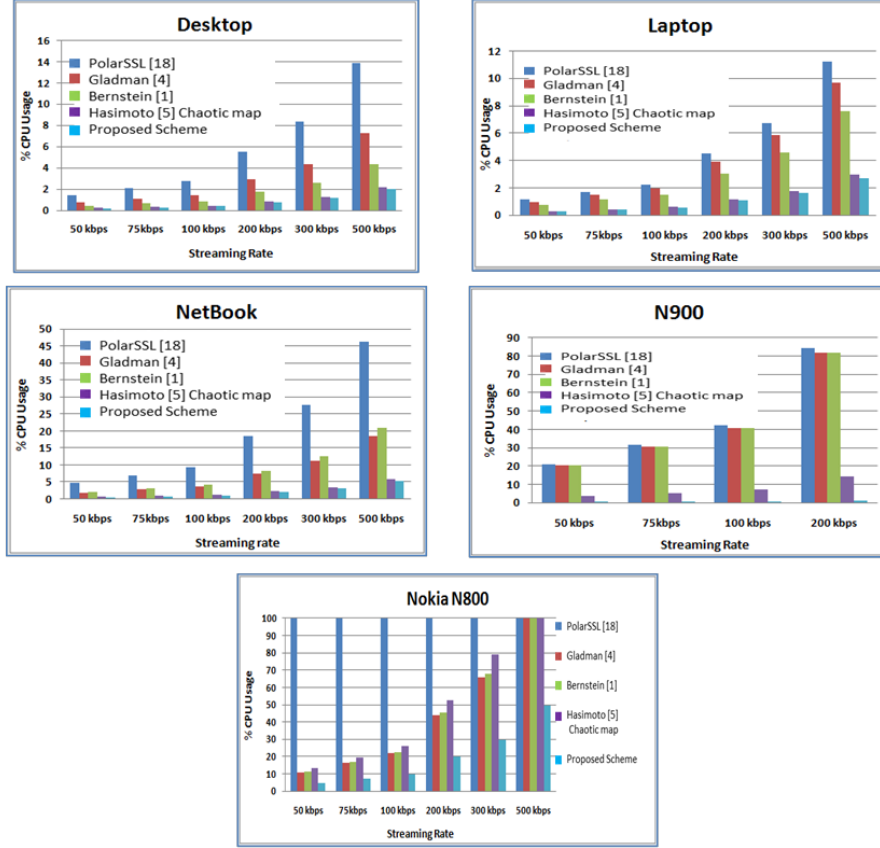 Desktop
16
14
12
10
8
6
4
2
0
% CPU Usage
PolarSSL [18]
Gladman [4]
Bernstein [1]
Hasimoto [5] Chaotic map
Proposed Scheme
50 kbps 75kbps 100 kbps 200 kbps 300 kbps 500 kbps
Streaming Rate
Laptop
12
10
8
6
4
2
0
% CPU Usage
PolarSSL [18]
Gladman [4]
Bernstein [1]
Hasimoto [5] Chaotic map
Proposed Scheme
50 kbps 75kbps 100 kbps 200 kbps 300 kbps 500 kbps
Streaming Rate
NetBook
50
45
40
35
30
25
20
15
10
5
0
% CPU Usage
PolarSSL [18]
Gladman [4]
Bernstein [1]
Hasimoto [5] Chaotic map
Proposed Scheme
50 kbps 75kbps 100 kbps 200 kbps 300 kbps 500 kbps
Streaming rate
N900
90
80
70
60
50
40
30
20
10
0
% CPU Usage
PolarSSL [18]
Gladman [4]
Bernstein [1]
Hasimoto [5] Chaotic map
Proposed Scheme
50 kbps 75kbps 100 kbps 200 kbps
Streaming Rate
Nokia N800
100
90
80
70
60
50
40
30
20
10
0
% CPU Usage
PolarSSL [18]
Gladman [4]
Bernstein [1]
Hasimoto [5]
Chaotic map
Proposed Scheme
50 kbps 75kbps 100 kbps 200 kbps 300 kbps 500 kbps
Streaming Rate